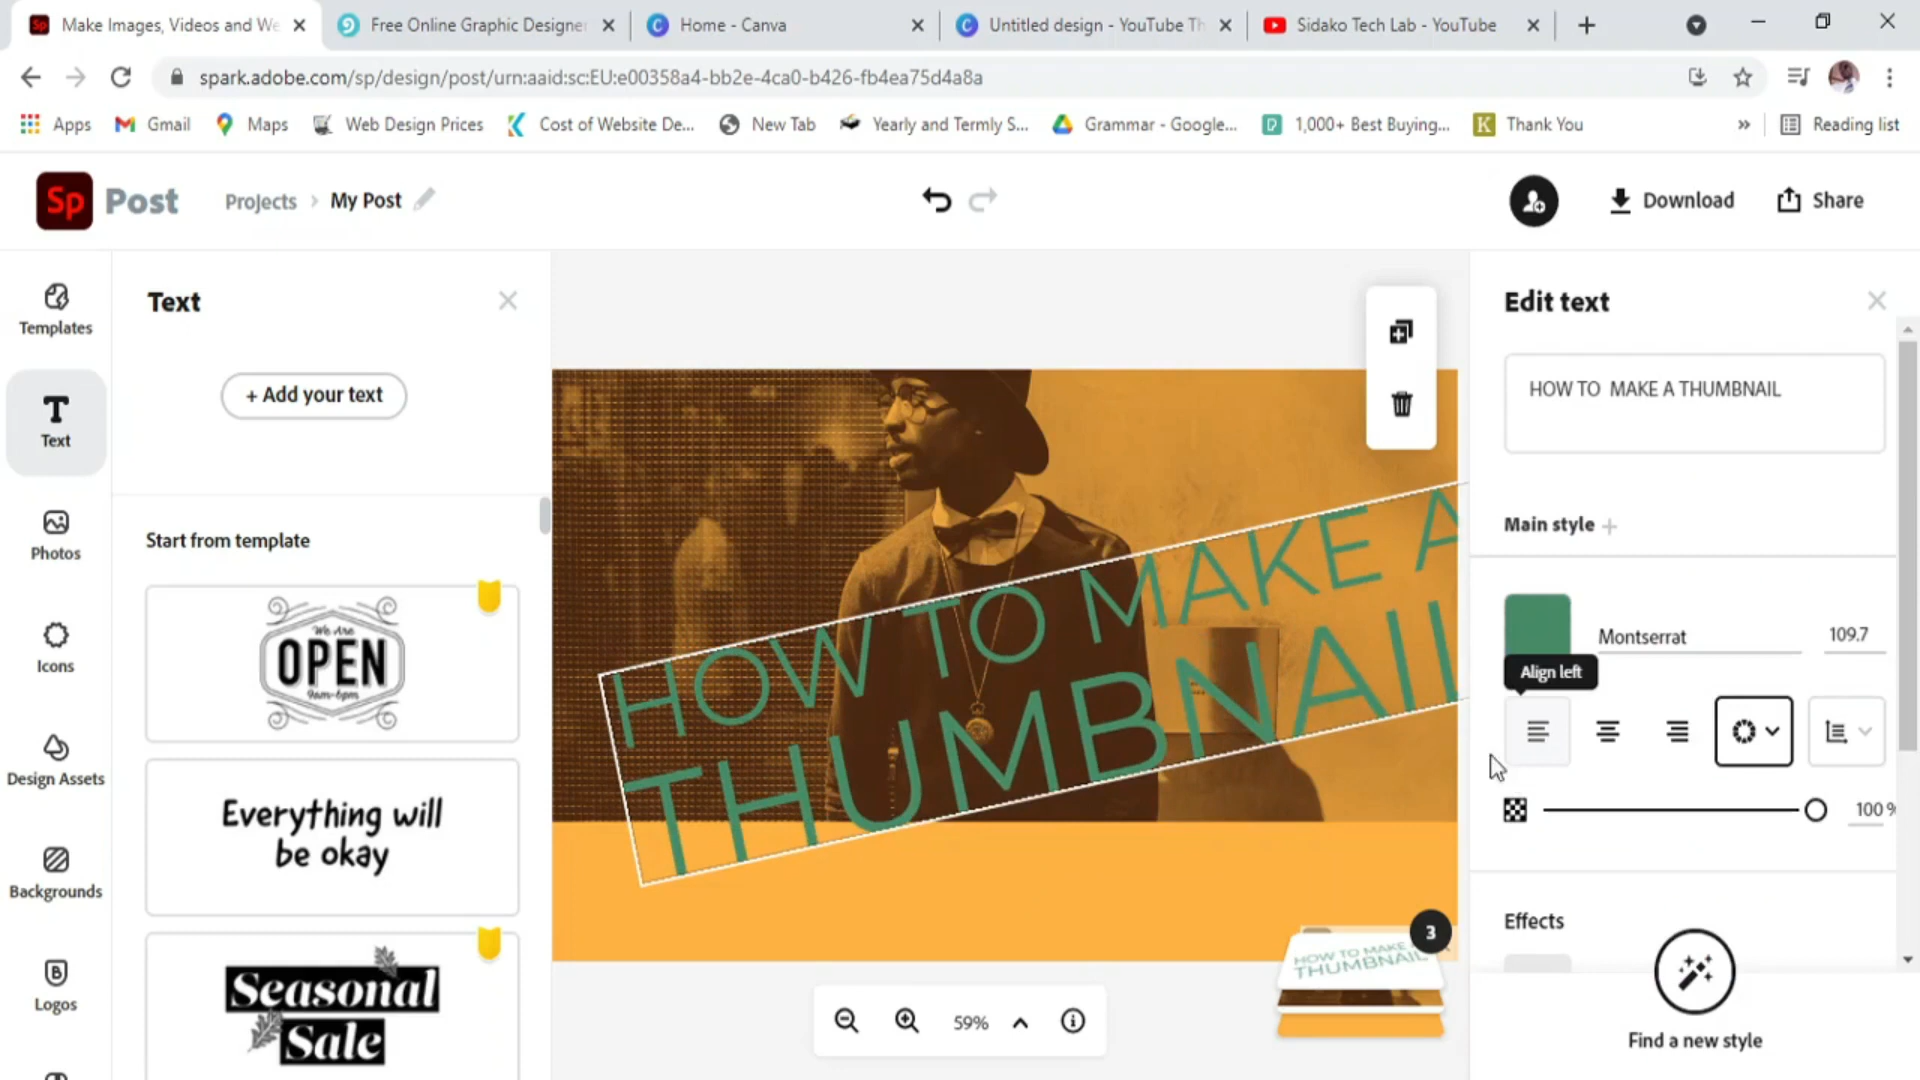 Make Images, Videos and We
Free Online Graphic Designer
Home - Canva
Untitled design - YouTube Th
Sidako Tech Lab - YouTube
spark.adobe.com/sp/design/post/urn:aaid:sc:EU:e00358a4-bb2e-4ca0-b426-fb4ea75d4a8a
Apps
Gmail
Maps
Web Design Prices
Cost of Website De...
New Tab
Yearly and Termly S...
Grammar - Google...
1,000+ Best Buying...
Thank You
»
Reading list
Sp
Post
Projects
My Post
Download
Share
Templates
Text
Photos
Icons
Design Assets
Backgrounds
Logos
Text
+ Add your text
Start from template
We Are
OPEN
9am-6pm
Everything will
be okay
Seasonal
Sale
HOW TO MAKE A
THUMBNAIL
59%
3
HOW TO MAKE
THUMBNAIL
Edit text
HOW TO  MAKE A THUMBNAIL
Main style +
Montserrat
109.7
Align left
100 %
Effects
Find a new style